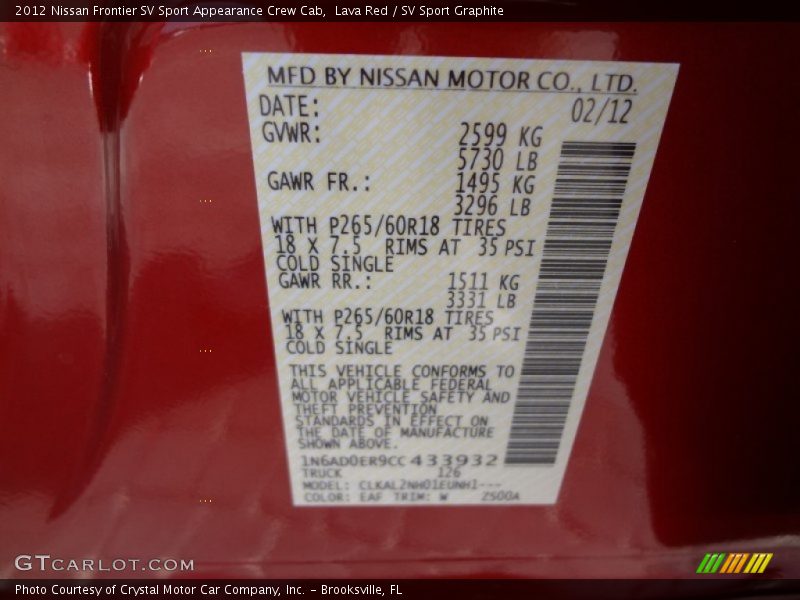 2012 Nissan Frontier SV Sport Appearance Crew Cab,  Lava Red / SV Sport Graphite
MFD BY NISSAN MOTOR CO., LTD.
DATE: 02/12
GVWR: 2599 KG
5730 LB
GAWR FR.: 1495 KG
3296 LB
WITH P265/60R18 TIRES
18 X 7.5 RIMS AT 35 PSI
COLD SINGLE
GAWR RR.: 1511 KG
3331 LB
WITH P265/60R18 TIRES
18 X 7.5 RIMS AT 35 PSI
COLD SINGLE
THIS VEHICLE CONFORMS TO
ALL APPLICABLE FEDERAL
MOTOR VEHICLE SAFETY AND
THEFT PREVENTION
STANDARDS IN EFFECT ON
THE DATE OF MANUFACTURE
SHOWN ABOVE.
1N6AD0ER9CC433932
TRUCK 126
MODEL: CLKAL2NH01EUNH1---
COLOR: EAF TRIM: W 2500A
GTCARLOT.COM
Photo Courtesy of Crystal Motor Car Company, Inc. – Brooksville, FL